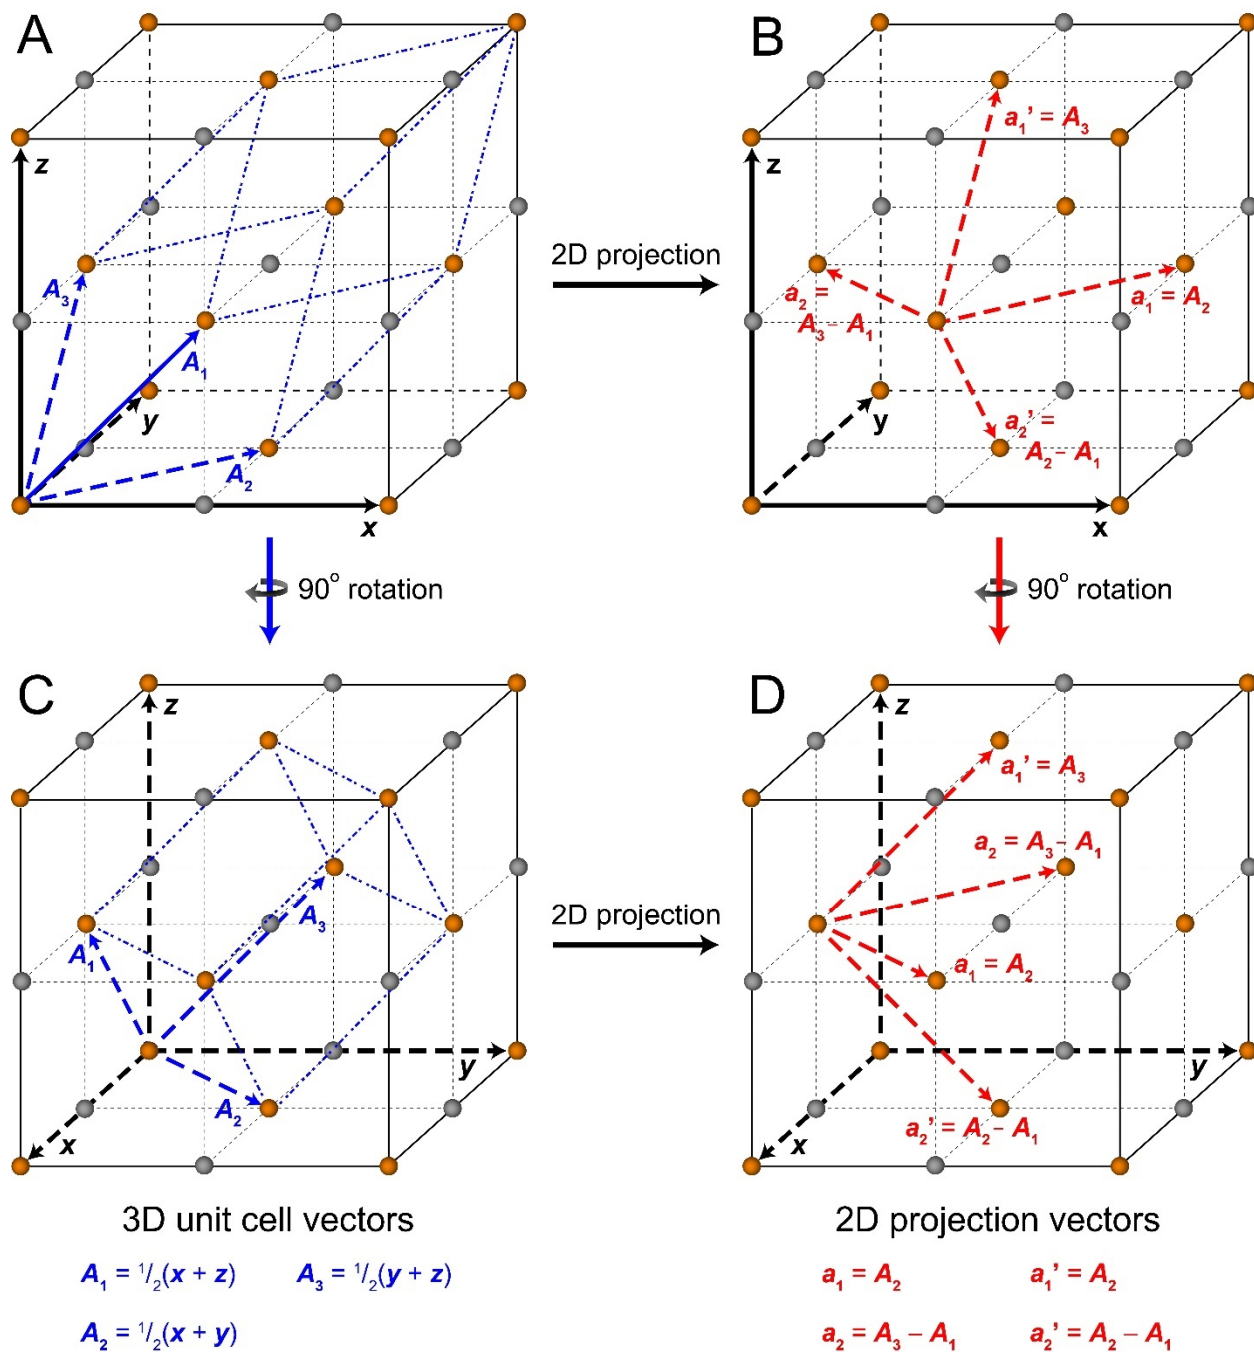 A
B
z
A₃
A₁
y
A₂
x
2D projection
a₁’ = A₃
z
a₂ =
A₃ – A₁
a₁ = A₂
y
a₂’ =
A₂ – A₁
x
90° rotation
90° rotation
C
D
z
A₃
A₁
y
A₂
x
2D projection
z
a₁’ = A₃
a₂ = A₃ – A₁
a₁ = A₂
y
a₂’ = A₂ – A₁
x
3D unit cell vectors
2D projection vectors
A₁ = ¹/₂(x + z) A₃ = ¹/₂(y + z)
A₂ = ¹/₂(x + y)
a₁ = A₂ a₁’ = A₂
a₂ = A₃ – A₁ a₂’ = A₂ – A₁